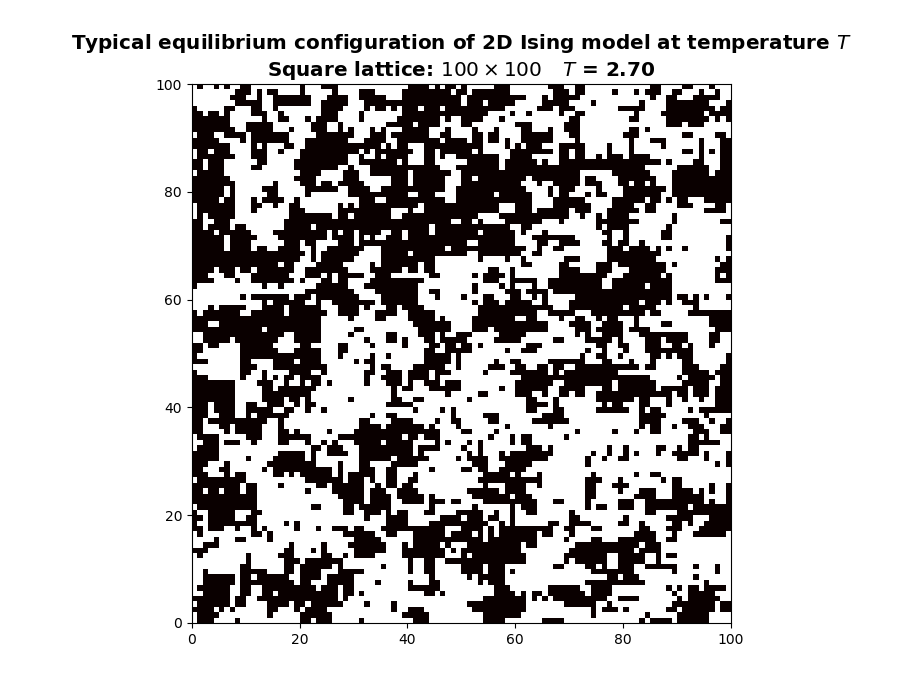 Typical equilibrium configuration of 2D Ising model at temperature T
Square lattice: 100 × 100 T = 2.70
100
80
60
40
20
0
0 20 40 60 80 100